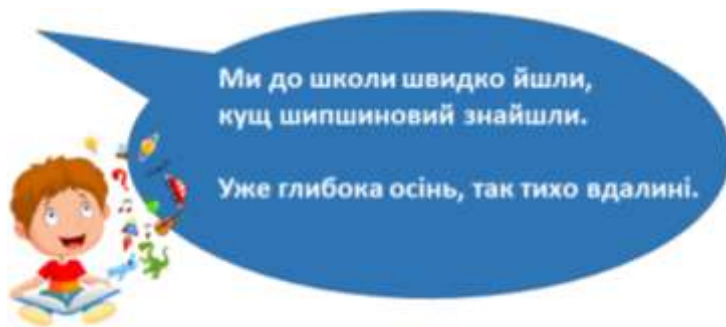 Ми до школи швидко йшли,
кущ шипшиновий знайшли.
Уже глибока осінь, так тихо вдалині.